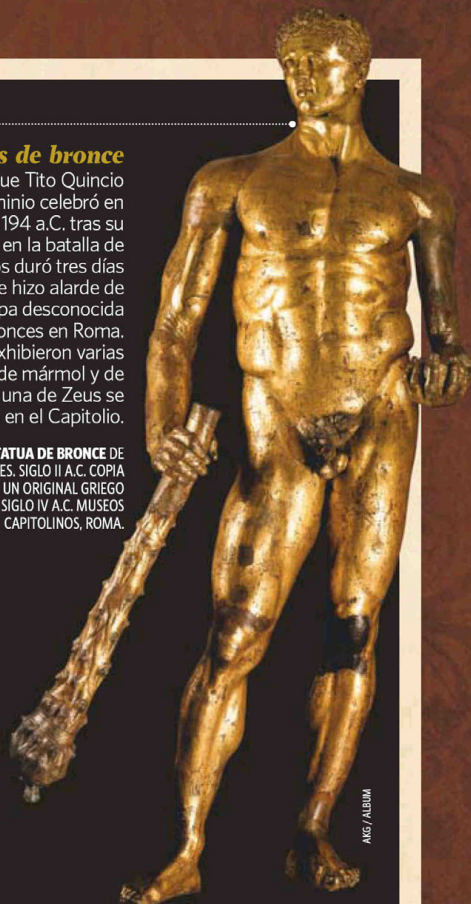 s de bronce
ue Tito Quincio
minio celebró en
194 a.C. tras su
en la batalla de
os duró tres días
e hizo alarde de
pa desconocida
onces en Roma.
xhibieron varias
de mármol y de
una de Zeus se
en el Capitolio.
TATUA DE BRONCE DE
ES. SIGLO II A.C. COPIA
UN ORIGINAL GRIEGO
SIGLO IV A.C. MUSEOS
CAPITOLINOS, ROMA.
AKG / ALBUM